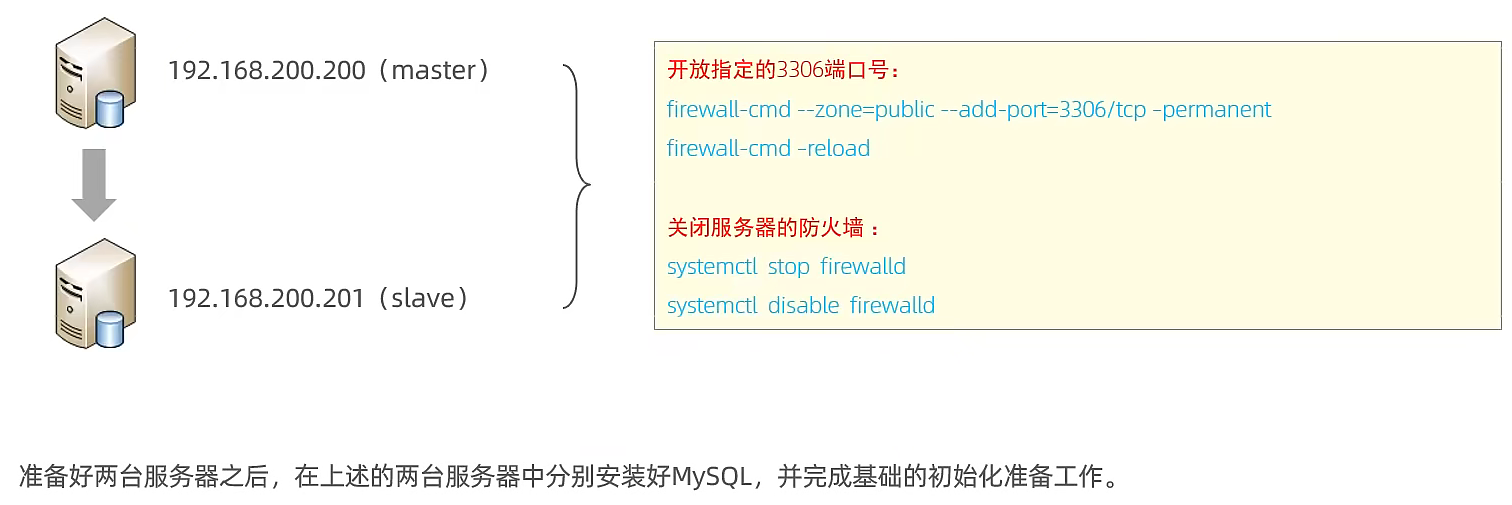 192.168.200.200（master）
开放指定的3306端口号：
firewall-cmd --zone=public --add-port=3306/tcp -permanent
firewall-cmd -reload
关闭服务器的防火墙：
systemctl stop firewalld
systemctl disable firewalld
192.168.200.201（slave）
准备好两台服务器之后，在上述的两台服务器中分别安装好MySQL，并完成基础的初始化准备工作。